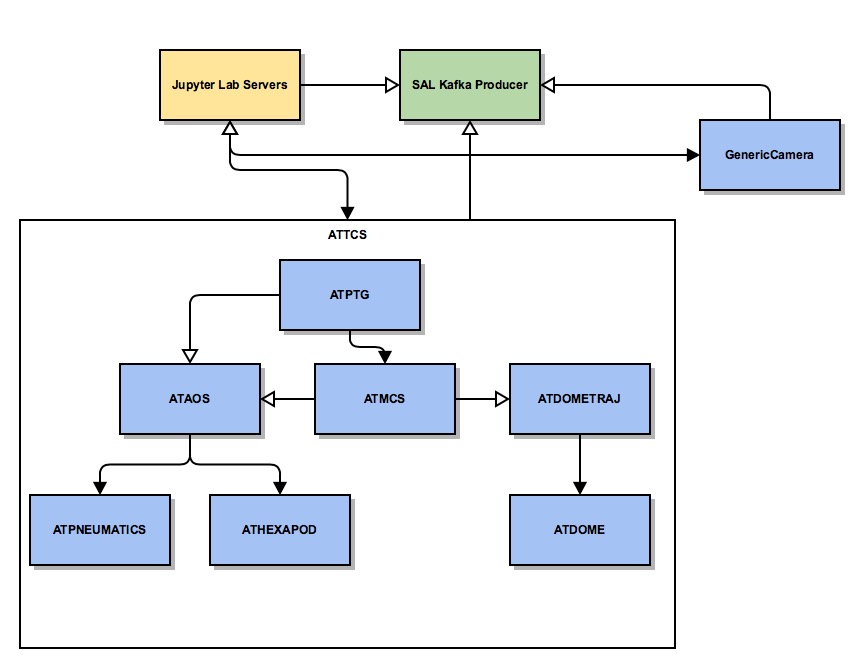 Jupyter Lab Servers
SAL Kafka Producer
GenericCamera
ATTCS
ATPTG
ATAOS
ATMCS
ATDOMETRAJ
ATPNEUMATICS
ATHEXAPOD
ATDOME